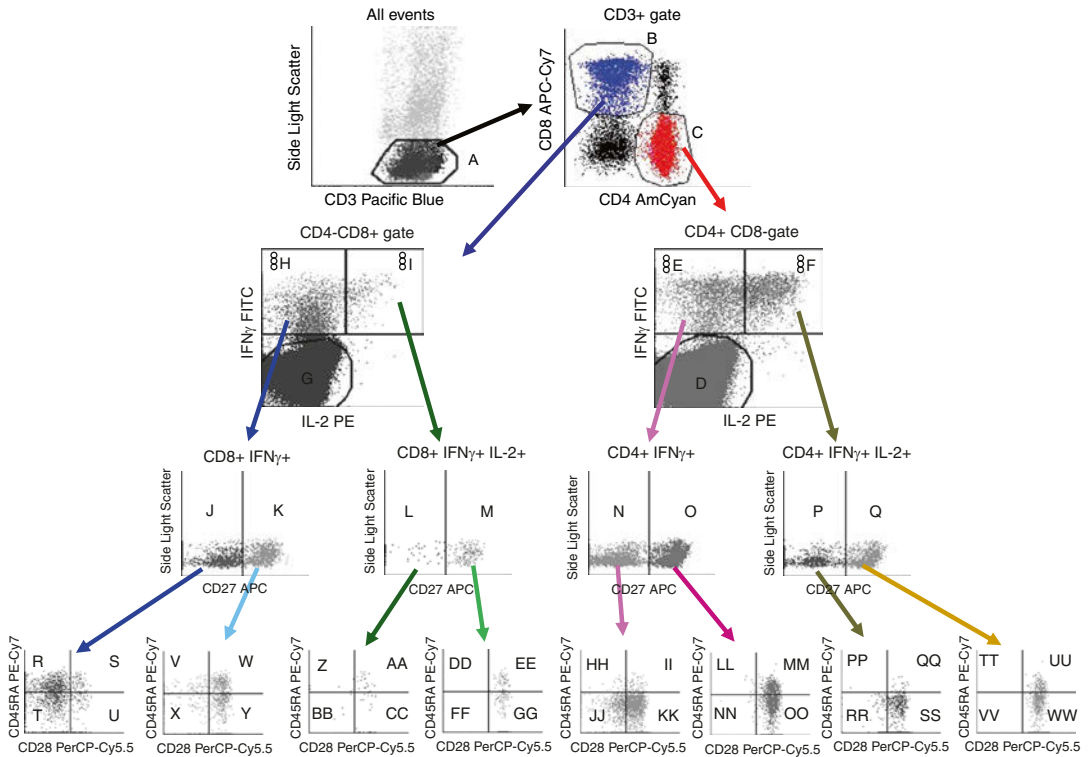 All events
Side Light Scatter
A
CD3 Pacific Blue
CD3+ gate
CD8 APC-Cy7
B
C
CD4 AmCyan
CD4-CD8+ gate
IFNγ FITC
H
I
G
IL-2 PE
CD4+ CD8-gate
IFNγ FITC
E
F
D
IL-2 PE
CD8+ IFNγ+
Side Light Scatter
J
K
CD27 APC
CD8+ IFNγ+ IL-2+
Side Light Scatter
L
M
CD27 APC
CD4+ IFNγ+
Side Light Scatter
N
O
CD27 APC
CD4+ IFNγ+ IL-2+
Side Light Scatter
P
Q
CD27 APC
CD45RA PE-Cy7
R
S
T
U
CD28 PerCP-Cy5.5
CD45RA PE-Cy7
V
W
X
Y
CD28 PerCP-Cy5.5
CD45RA PE-Cy7
Z
AA
BB
CC
CD28 PerCP-Cy5.5
CD45RA PE-Cy7
DD
EE
FF
GG
CD28 PerCP-Cy5.5
CD45RA PE-Cy7
HH
II
JJ
KK
CD28 PerCP-Cy5.5
CD45RA PE-Cy7
LL
MM
NN
OO
CD28 PerCP-Cy5.5
CD45RA PE-Cy7
PP
QQ
RR
SS
CD28 PerCP-Cy5.5
CD45RA PE-Cy7
TT
UU
VV
WW
CD28 PerCP-Cy5.5